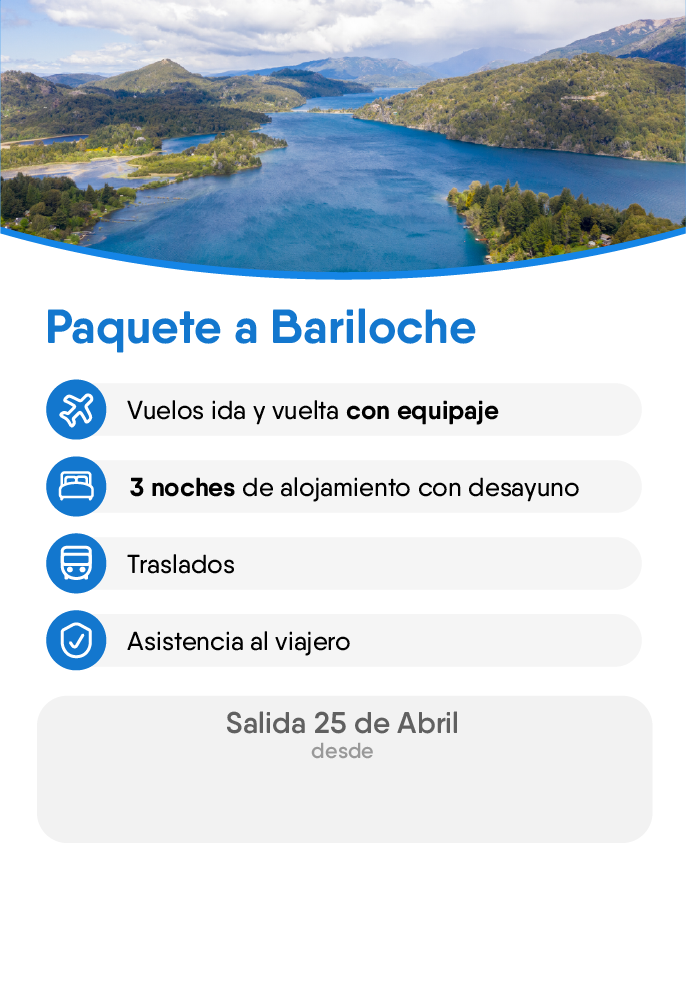 Paquete a Bariloche
Vuelos ida y vuelta con equipaje
3 noches de alojamiento con desayuno
Traslados
Asistencia al viajero
Salida 25 de Abril
desde